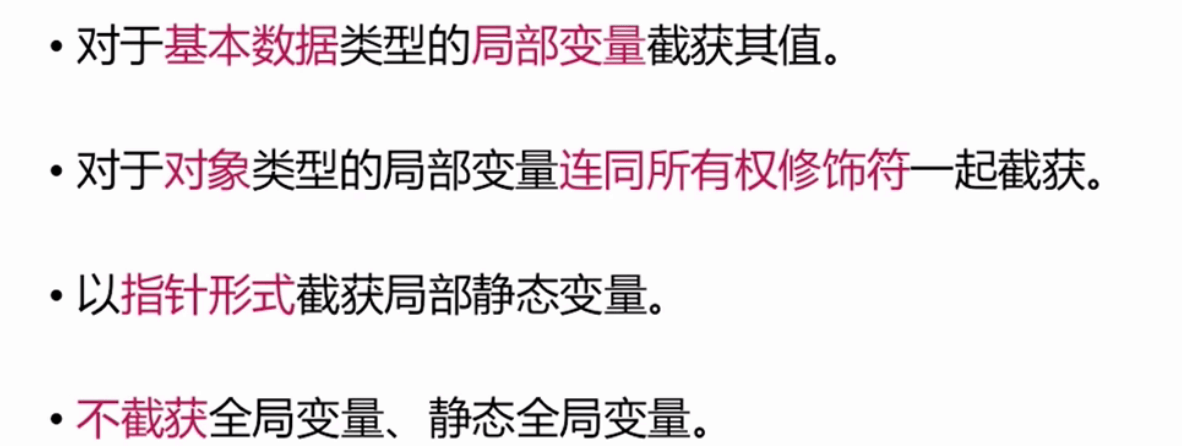 • 对于基本数据类型的局部变量截获其值。
• 对于对象类型的局部变量连同所有权修饰符一起截获。
• 以指针形式截获局部静态变量。
• 不截获全局变量、静态全局变量。